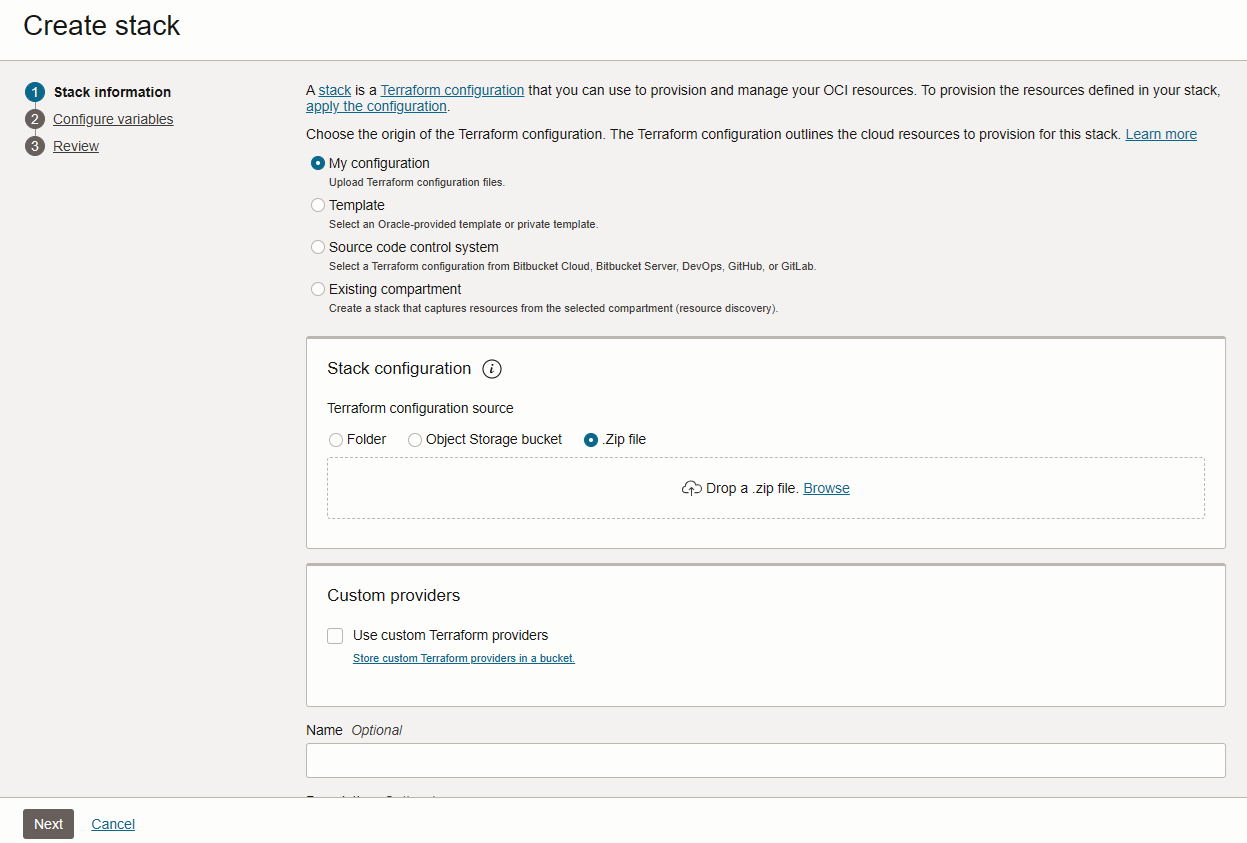 Create stack
1 Stack information
2 Configure variables
3 Review
A stack is a Terraform configuration that you can use to provision and manage your OCI resources. To provision the resources defined in your stack,
apply the configuration.
Choose the origin of the Terraform configuration. The Terraform configuration outlines the cloud resources to provision for this stack. Learn more
My configuration
Upload Terraform configuration files.
Template
Select an Oracle-provided template or private template.
Source code control system
Select a Terraform configuration from Bitbucket Cloud, Bitbucket Server, DevOps, GitHub, or GitLab.
Existing compartment
Create a stack that captures resources from the selected compartment (resource discovery).
Stack configuration i
Terraform configuration source
Folder Object Storage bucket .Zip file
Drop a .zip file. Browse
Custom providers
Use custom Terraform providers
Store custom Terraform providers in a bucket.
Name Optional
Next Cancel